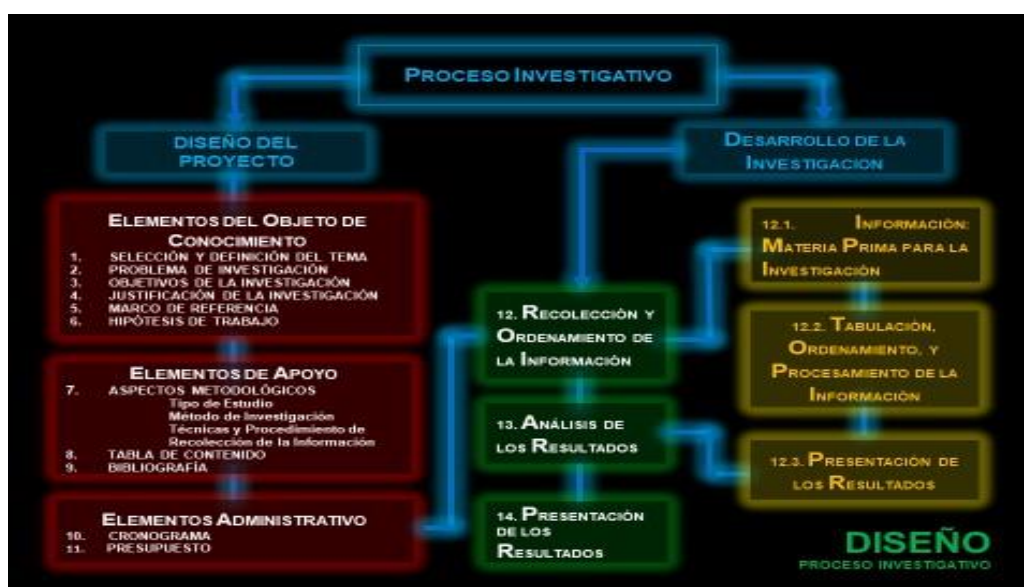 PROCESO INVESTIGATIVO
DISEÑO DEL
PROYECTO
DESARROLLO DE LA
INVESTIGACION
ELEMENTOS DEL OBJETO DE
CONOCIMIENTO
1. SELECCIÓN Y DEFINICIÓN DEL TEMA
2. PROBLEMA DE INVESTIGACIÓN
3. OBJETIVOS DE LA INVESTIGACIÓN
4. JUSTIFICACIÓN DE LA INVESTIGACIÓN
5. MARCO DE REFERENCIA
6. HIPÓTESIS DE TRABAJO
ELEMENTOS DE APOYO
7. ASPECTOS METODOLÓGICOS
Tipo de Estudio
Método de Investigación
Técnicas y Procedimiento de
Recolección de la Información
8. TABLA DE CONTENIDO
9. BIBLIOGRAFÍA
ELEMENTOS ADMINISTRATIVO
10. CRONOGRAMA
11. PRESUPUESTO
12. RECOLECCIÓN Y
ORDENAMIENTO DE
LA INFORMACIÓN
13. ANÁLISIS DE
LOS RESULTADOS
14. PRESENTACIÓN
DE LOS
RESULTADOS
12.1. INFORMACIÓN:
MATERIA PRIMA PARA LA
INVESTIGACIÓN
12.2. TABULACIÓN,
ORDENAMIENTO, Y
PROCESAMIENTO DE LA
INFORMACIÓN
12.3. PRESENTACIÓN DE
LOS RESULTADOS
DISEÑO
PROCESO INVESTIGATIVO